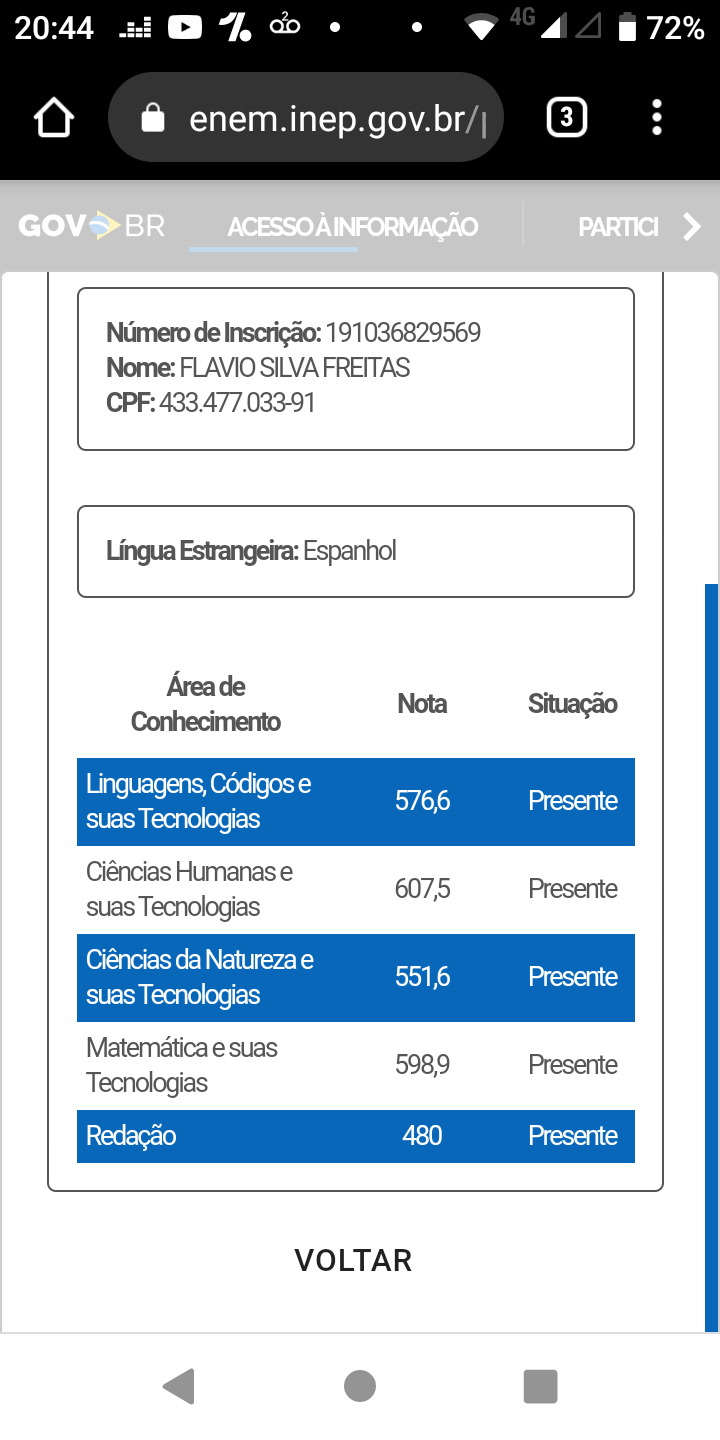 20:44 4G 72%
enem.inep.gov.br/ 3
GOV BR ACESSO À INFORMAÇÃO PARTICI
Número de Inscrição: 191036829569
Nome: FLAVIO SILVA FREITAS
CPF: 433.477.033-91
Língua Estrangeira: Espanhol
Área de
Conhecimento Nota Situação
Linguagens, Códigos e
suas Tecnologias 576,6 Presente
Ciências Humanas e
suas Tecnologias 607,5 Presente
Ciências da Natureza e
suas Tecnologias 551,6 Presente
Matemática e suas
Tecnologias 598,9 Presente
Redação 480 Presente
VOLTAR